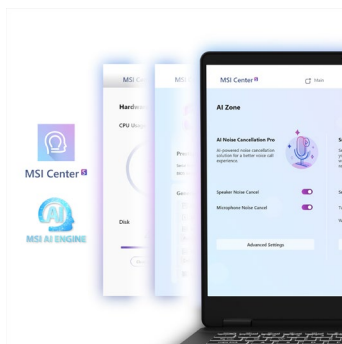 MSI Center S
MSI AI ENGINE
Hardware
CPU
Disk
MSI
MSI Center S
Main
AI Zone
AI Noise Cancellation Pro
AI powered noise cancellation
solution for a better voice call
experience.
Speaker Noise Cancel
Microphone Noise Cancel
Advanced Settings